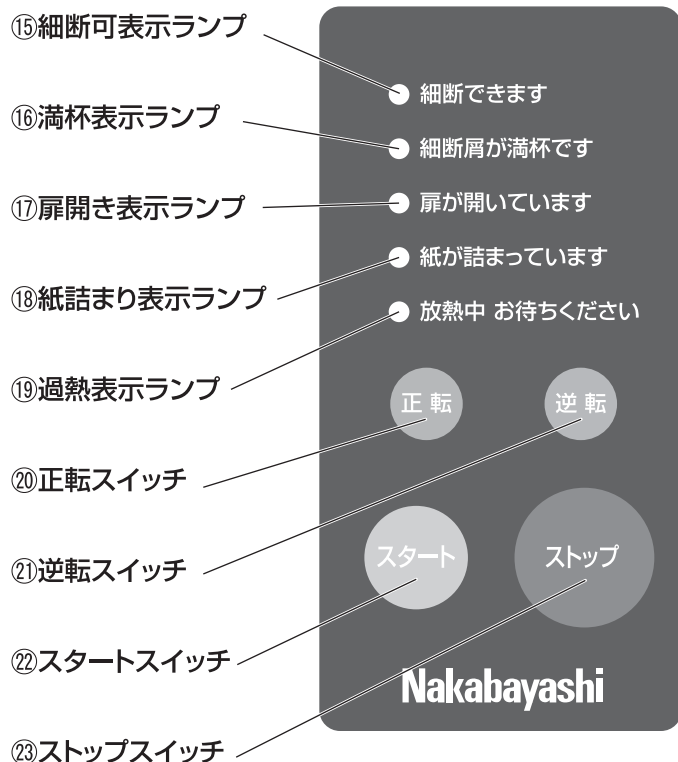 ⑮細断可表示ランプ
⑯満杯表示ランプ
⑰扉開き表示ランプ
⑱紙詰まり表示ランプ
⑲過熱表示ランプ
⑳正転スイッチ
㉑逆転スイッチ
㉒スタートスイッチ
㉓ストップスイッチ
細断できます
細断屑が満杯です
扉が開いています
紙が詰まっています
放熱中 お待ちください
正 転
逆 転
スタート
ストップ
Nakabayashi